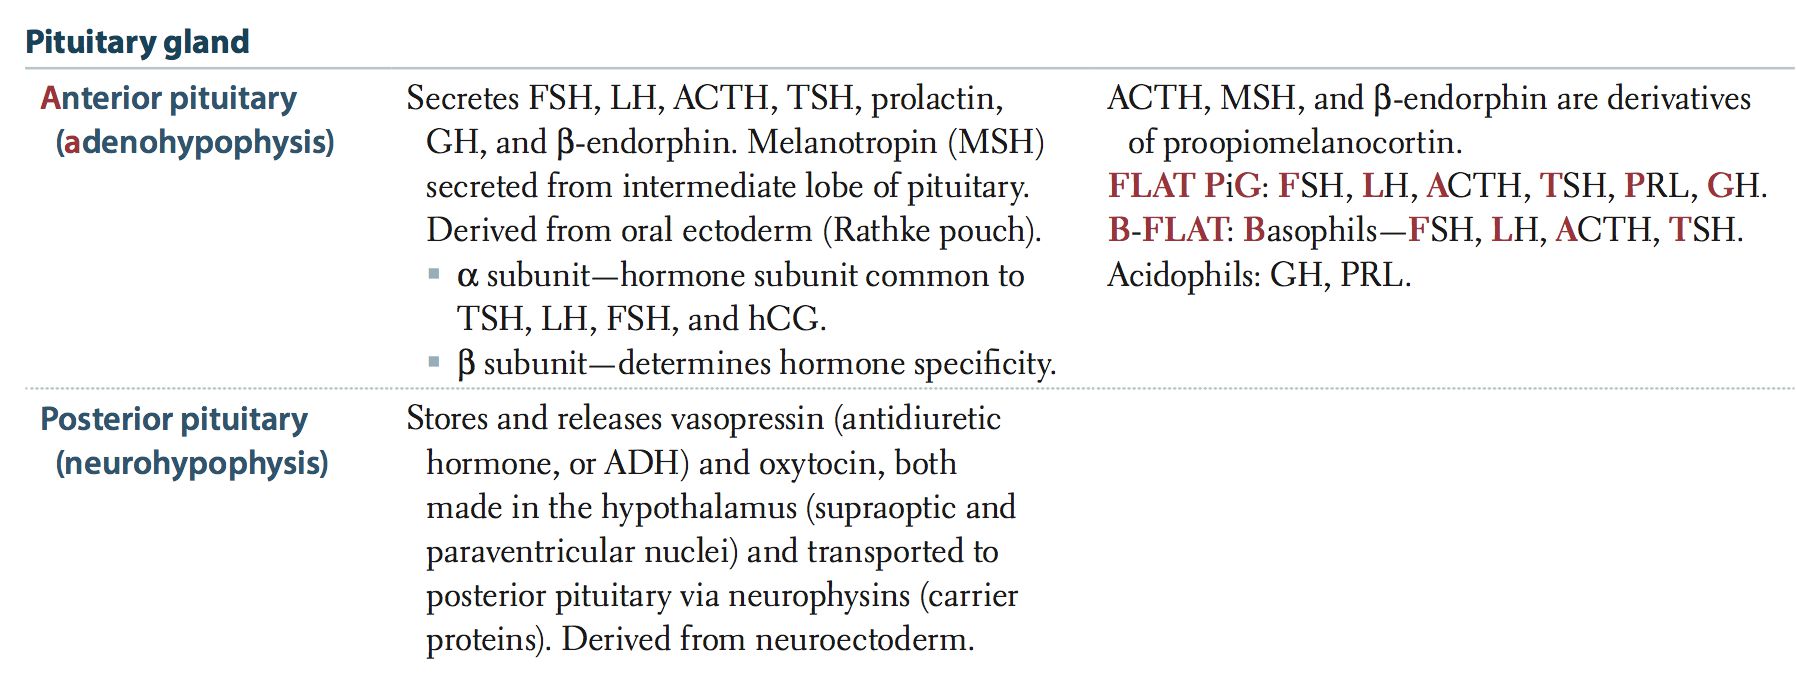 Pituitary gland
Anterior pituitary
(adenohypophysis)
Secretes FSH, LH, ACTH, TSH, prolactin,
GH, and β-endorphin. Melanotropin (MSH)
secreted from intermediate lobe of pituitary.
Derived from oral ectoderm (Rathke pouch).
▪ α subunit—hormone subunit common to
TSH, LH, FSH, and hCG.
▪ β subunit—determines hormone specificity.
ACTH, MSH, and β-endorphin are derivatives
of proopiomelanocortin.
FLAT PiG: FSH, LH, ACTH, TSH, PRL, GH.
B-FLAT: Basophils—FSH, LH, ACTH, TSH.
Acidophils: GH, PRL.
Posterior pituitary
(neurohypophysis)
Stores and releases vasopressin (antidiuretic
hormone, or ADH) and oxytocin, both
made in the hypothalamus (supraoptic and
paraventricular nuclei) and transported to
posterior pituitary via neurophysins (carrier
proteins). Derived from neuroectoderm.